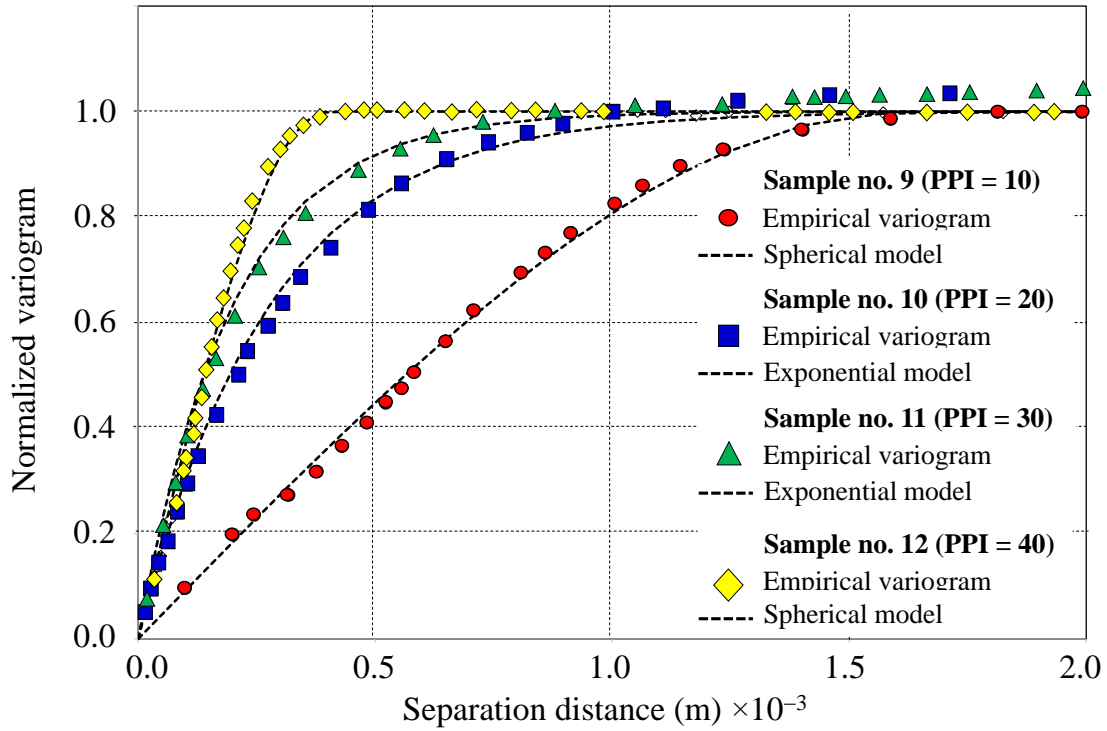 Normalized variogram
1.0
0.8
0.6
0.4
0.2
0.0
Sample no. 9 (PPI = 10)
Empirical variogram
Spherical model
Sample no. 10 (PPI = 20)
Empirical variogram
Exponential model
Sample no. 11 (PPI = 30)
Empirical variogram
Exponential model
Sample no. 12 (PPI = 40)
Empirical variogram
Spherical model
0.0 0.5 1.0 1.5 2.0
Separation distance (m) ×10⁻³